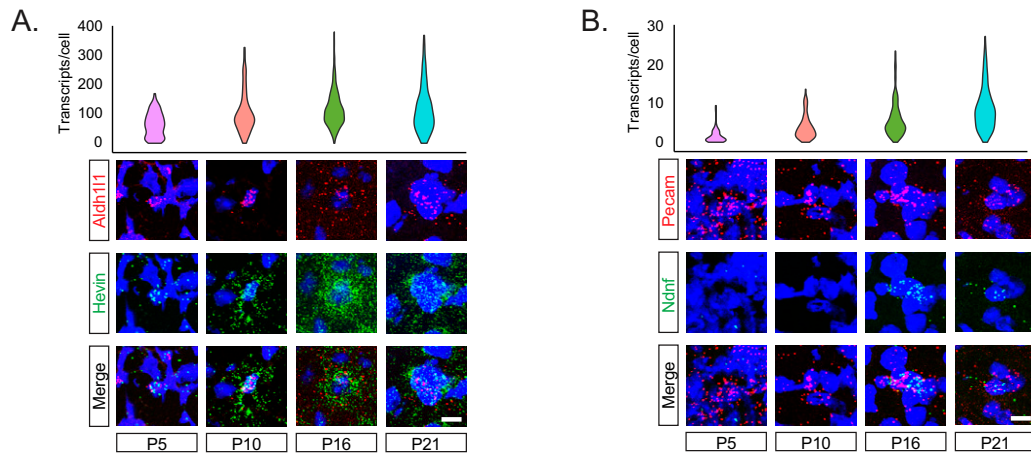 A.
Transcripts/cell
400
300
200
100
0
Aldh1l1
Hevin
Merge
P5 P10 P16 P21
B.
Transcripts/cell
30
20
10
0
Pecam
Ndnf
Merge
P5 P10 P16 P21